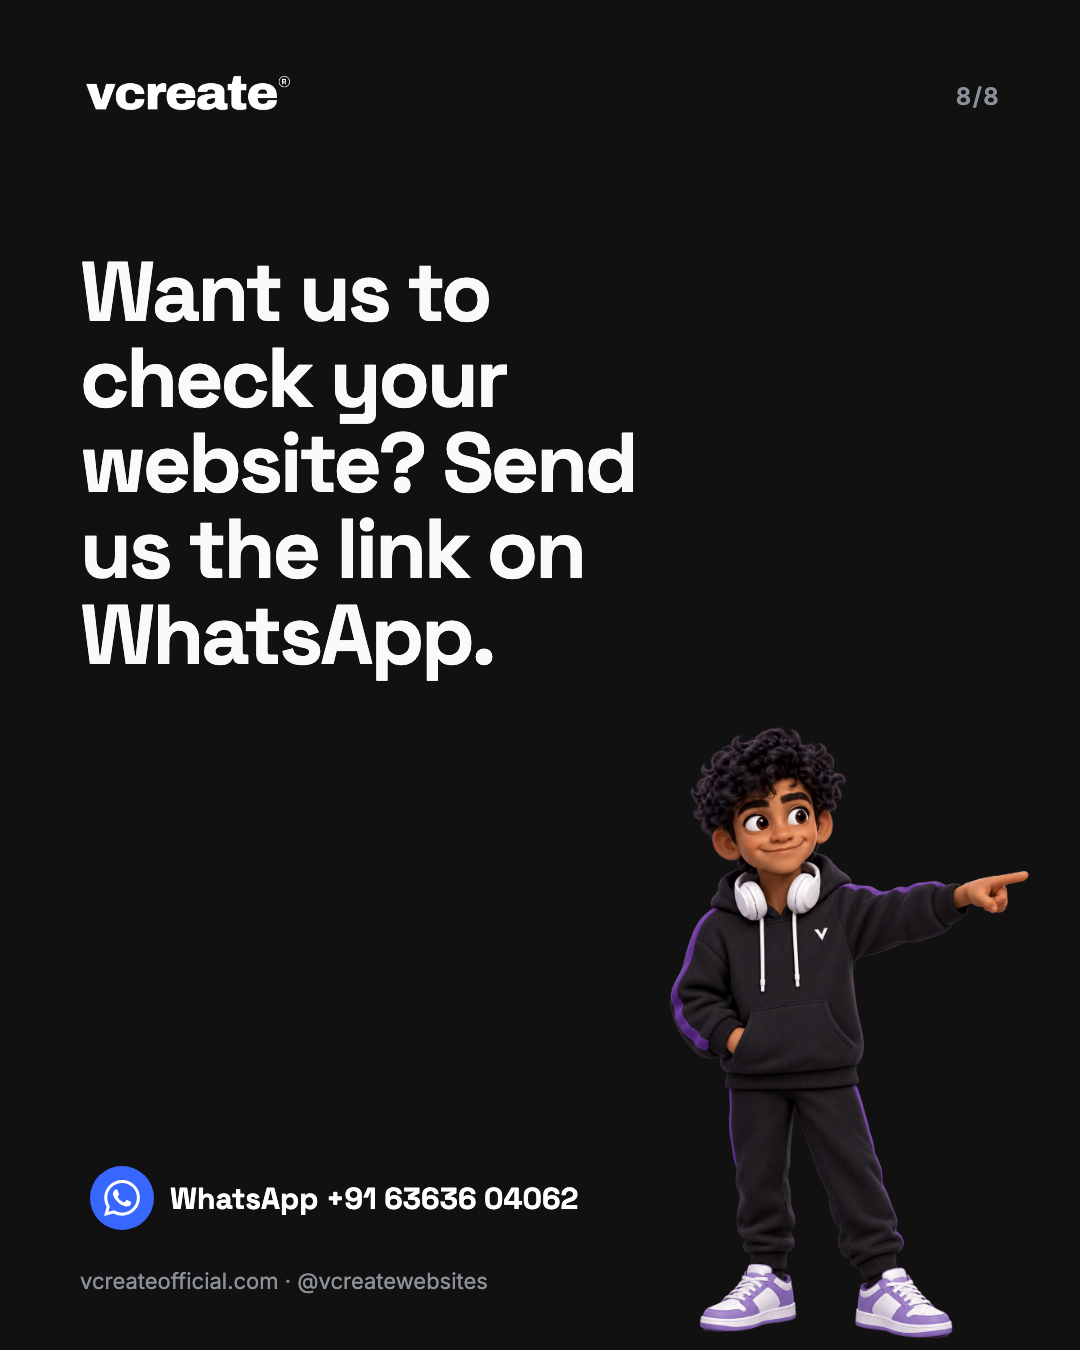 vcreate®
8/8
Want us to
check your
website? Send
us the link on
WhatsApp.
V
WhatsApp +91 63636 04062
vcreateofficial.com · @vcreatewebsites